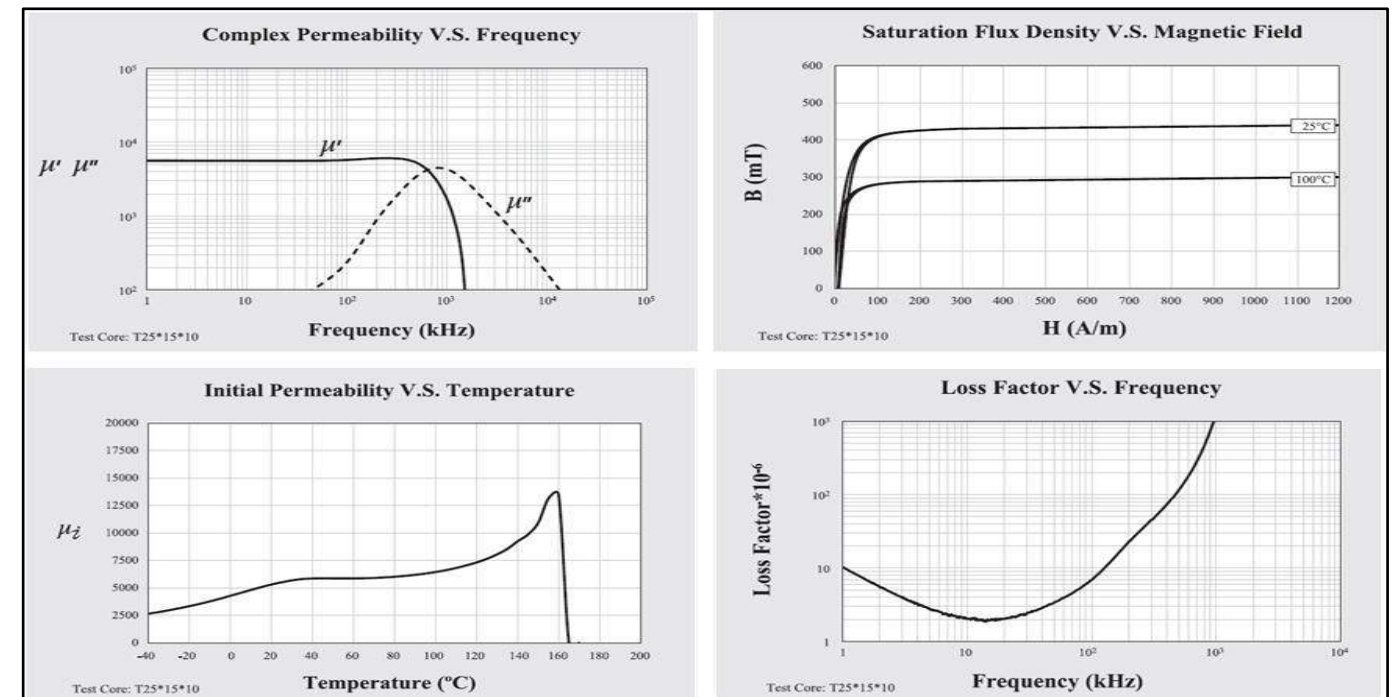 Complex Permeability V.S. Frequency
10⁵
10⁴
10³
10²
μ' μ"
μ'
μ"
1 10 10² 10³ 10⁴ 10⁵
Frequency (kHz)
Test Core: T25*15*10
Saturation Flux Density V.S. Magnetic Field
600
500
400
300
200
100
0
B (mT)
25°C
100°C
0 100 200 300 400 500 600 700 800 900 1000 1100 1200
H (A/m)
Test Core: T25*15*10
Initial Permeability V.S. Temperature
20000
17500
15000
12500
10000
7500
5000
2500
0
μi
-40 -20 0 20 40 60 80 100 120 140 160 180 200
Temperature (°C)
Test Core: T25*15*10
Loss Factor V.S. Frequency
10³
10²
10
1
Loss Factor*10⁻⁶
1 10 10² 10³ 10⁴
Frequency (kHz)
Test Core: T25*15*10